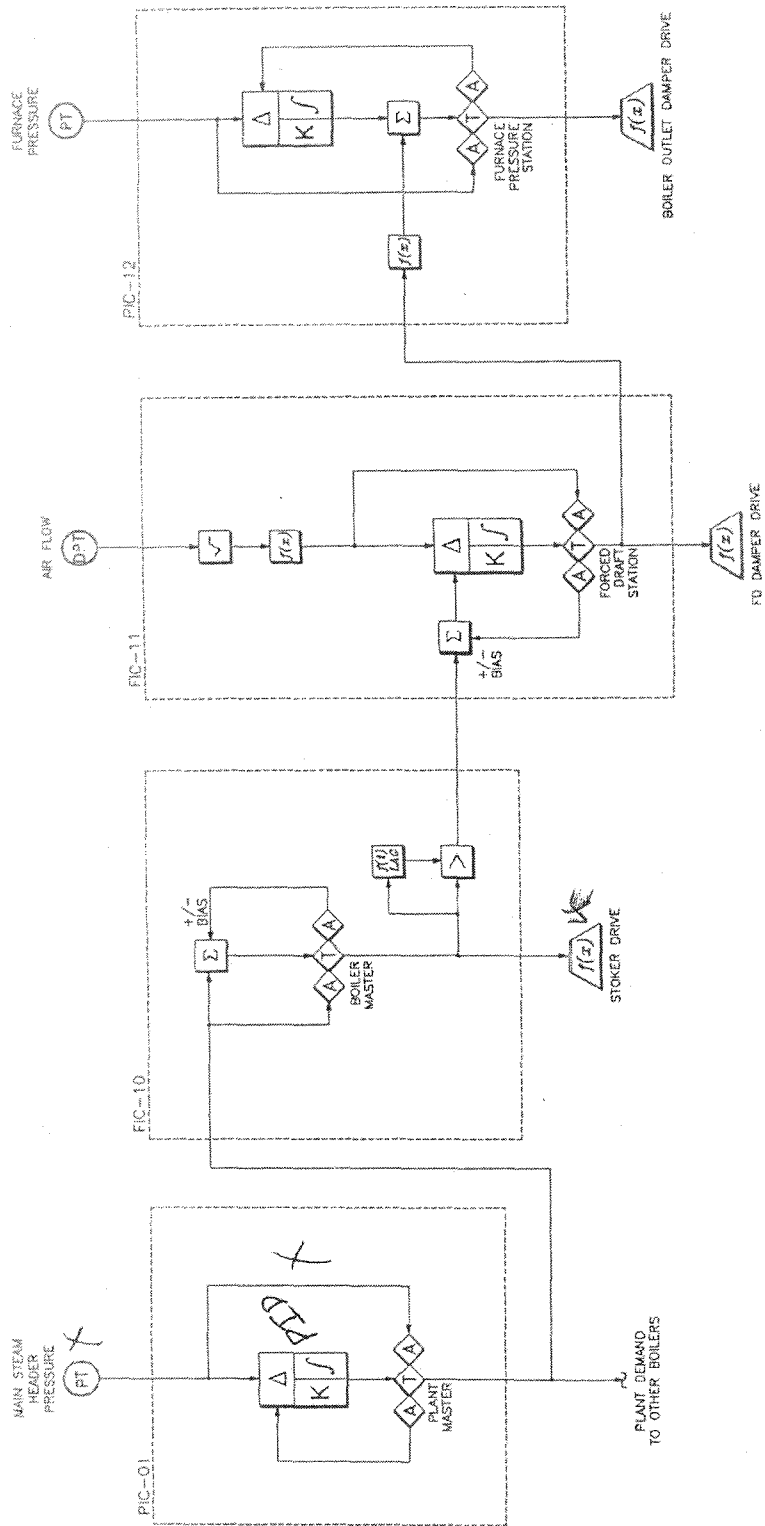 MAIN STEAM
HEADER
PRESSURE
PT
PIC-01
PID
Δ
K ∫
A T A
PLANT
MASTER
PLANT DEMAND
TO OTHER BOILERS
FIC-10
Σ
+/-
BIAS
A T A
BOILER
MASTER
f(t)
LAG
>
f(x)
STOKER DRIVE
AIR FLOW
DPT
FIC-11
√
f(x)
Σ
+/-
BIAS
Δ
K ∫
A T A
FORCED
DRAFT
STATION
f(x)
FD DAMPER DRIVE
FURNACE
PRESSURE
PT
PIC-12
Δ
K ∫
f(x)
Σ
A T A
FURNACE
PRESSURE
STATION
f(x)
BOILER OUTLET DAMPER DRIVE